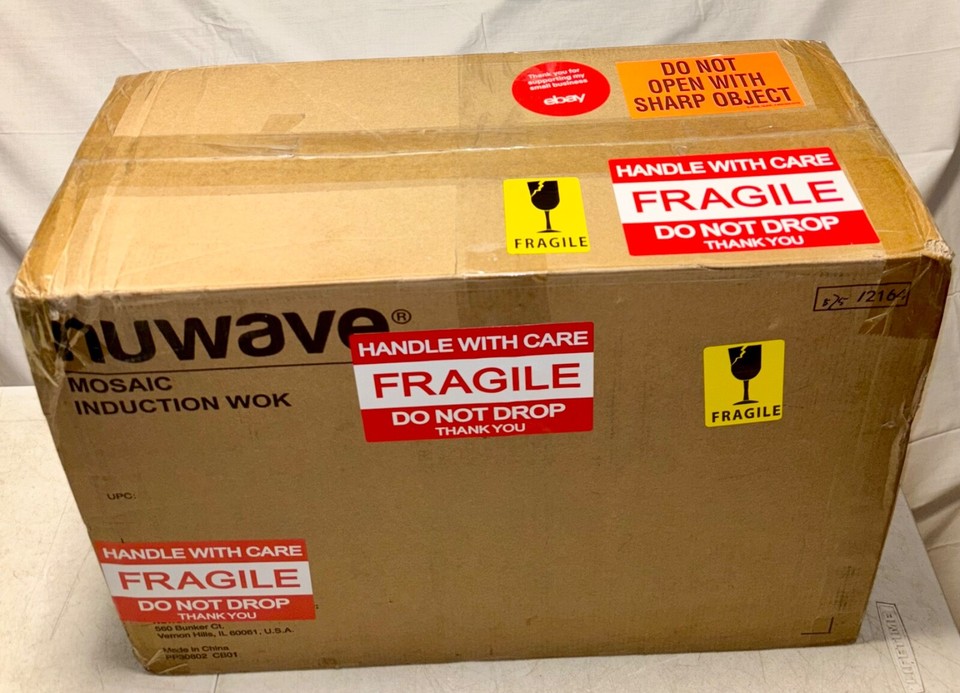 Thank you for
supporting my
small business
ebay
DO NOT
OPEN WITH
SHARP OBJECT
HANDLE WITH CARE
FRAGILE
DO NOT DROP
THANK YOU
FRAGILE
nuwave®
MOSAIC
INDUCTION WOK
HANDLE WITH CARE
FRAGILE
DO NOT DROP
THANK YOU
FRAGILE
UPC:
HANDLE WITH CARE
FRAGILE
DO NOT DROP
THANK YOU
560 Bunker Ct.
Vernon Hills, IL 60061, U.S.A.
Made in China
PP30802 CB01